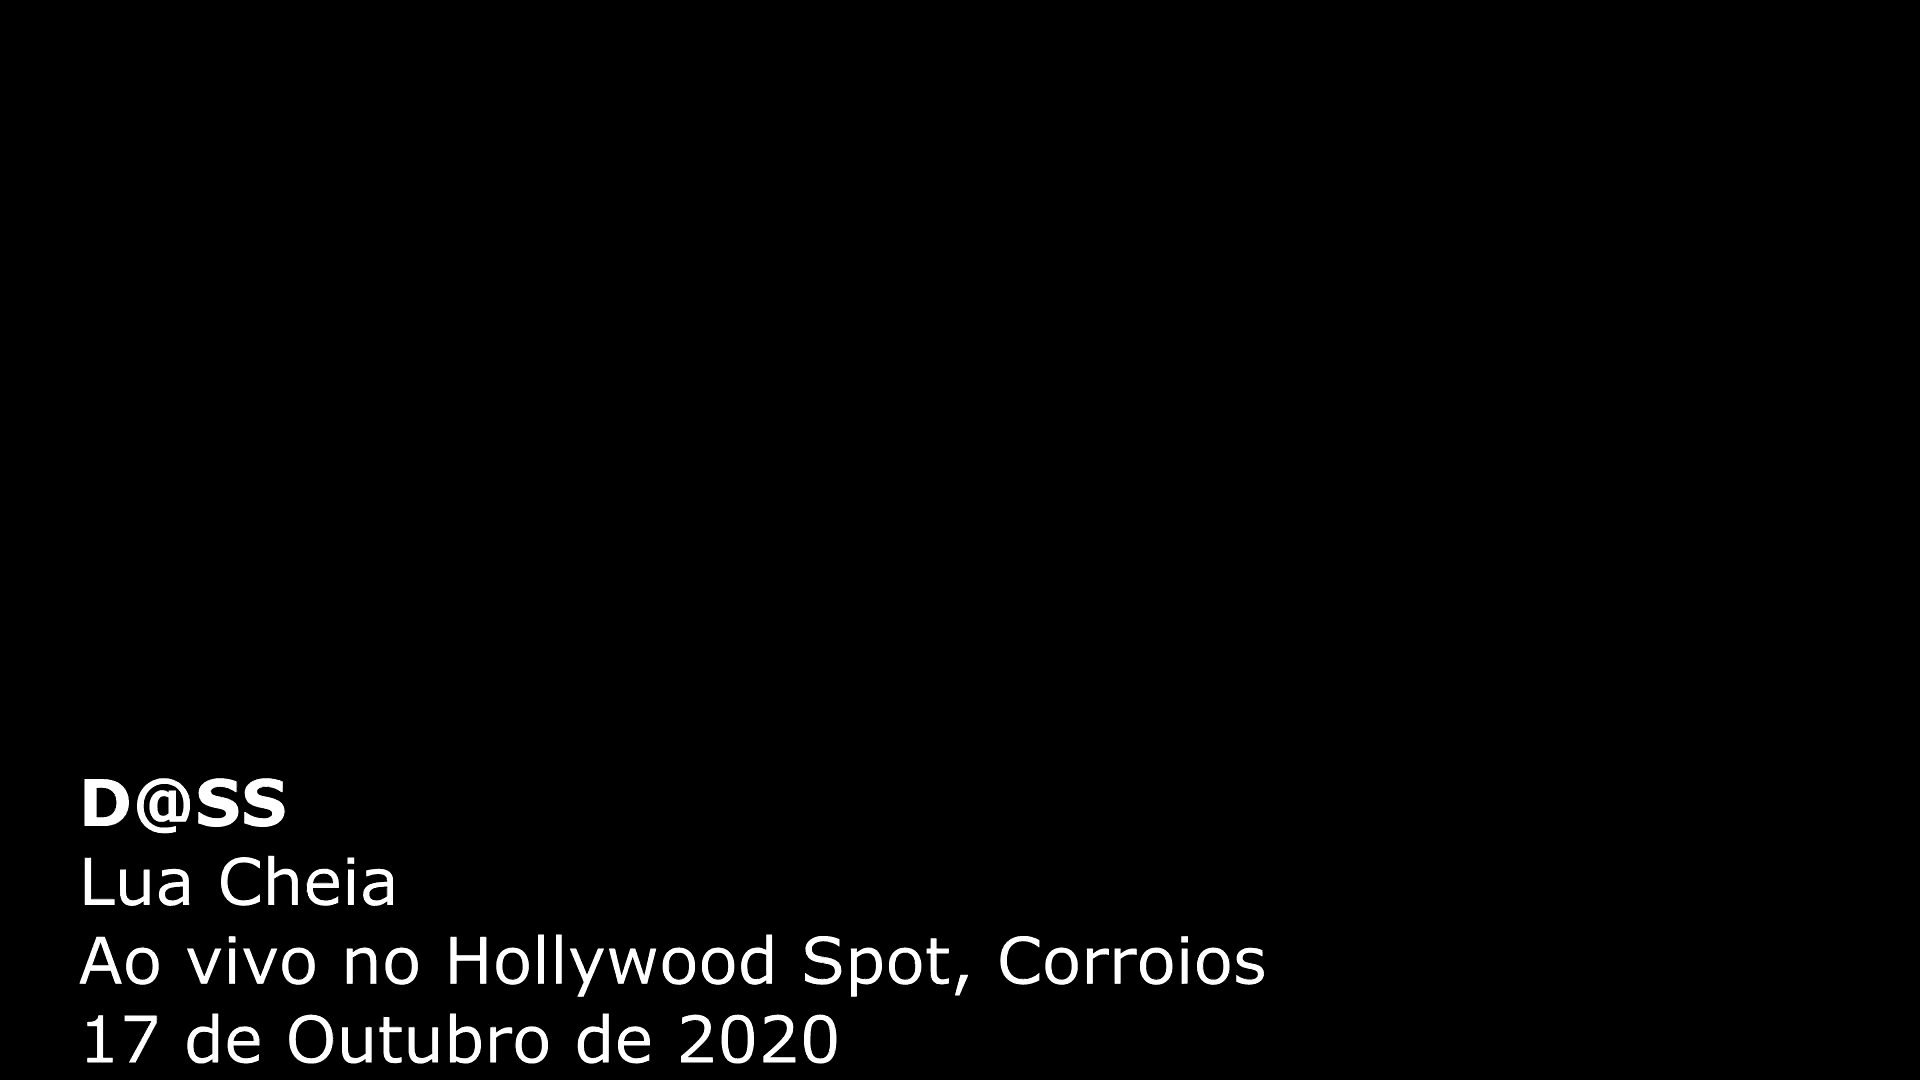 D@SS
Lua Cheia
Ao vivo no Hollywood Spot, Corroios
17 de Outubro de 2020